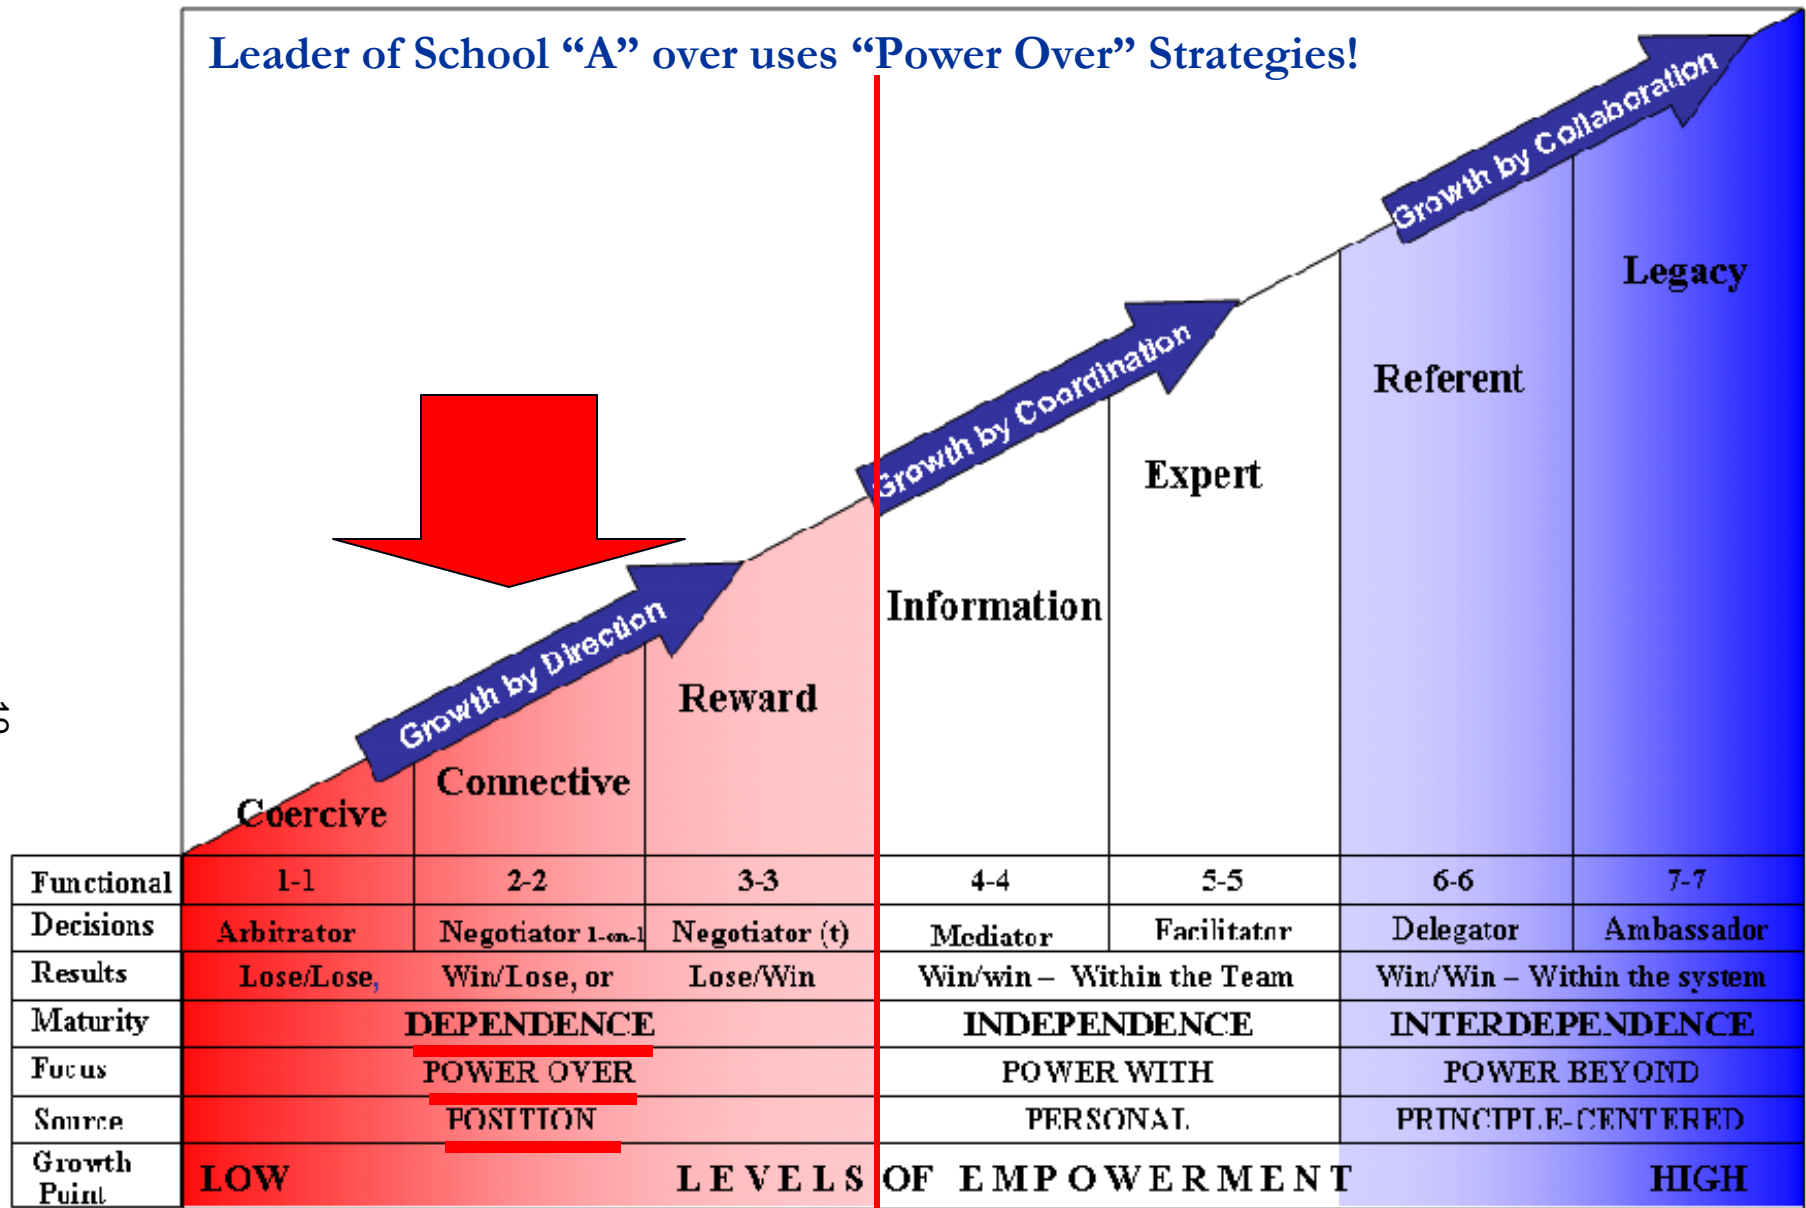 Leader of School “A” over uses “Power Over” Strategies!
Growth by Collaboration
Legacy
Growth by Coordination
Referent
Expert
Growth by Direction
Information
Reward
Connective
Coercive
Functional 1-1 2-2 3-3 4-4 5-5 6-6 7-7
Decisions Arbitrator Negotiator 1-on-1 Negotiator (t) Mediator Facilitator Delegator Ambassador
Results Lose/Lose, Win/Lose, or Lose/Win Win/win – Within the Team Win/Win – Within the system
Maturity DEPENDENCE INDEPENDENCE INTERDEPENDENCE
Focus POWER OVER POWER WITH POWER BEYOND
Source POSITION PERSONAL PRINCIPLE-CENTERED
Growth
Point LOW LEVELS OF EMPOWERMENT HIGH